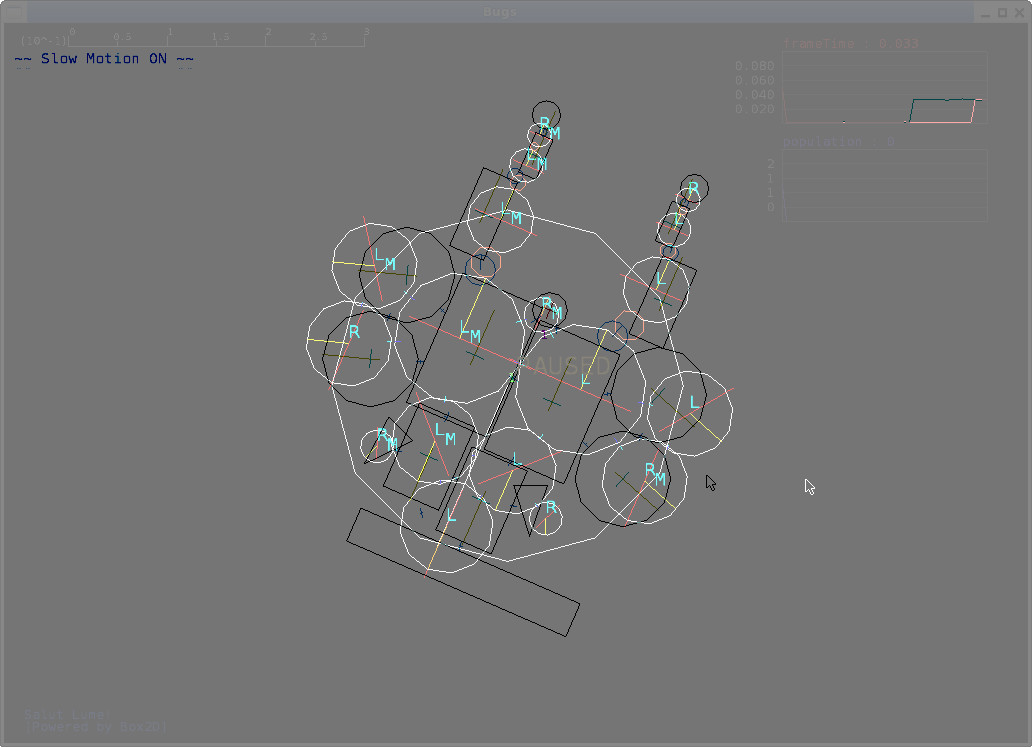 Bugs
(10^-1) 0 0.5 1 1.5 2 2.5 3
~~ Slow Motion ON ~~
frameTime : 0.033
0.080
0.060
0.040
0.020
population : 0
2
1
1
0
R
M
L
M
R
L
M
L
L
M
L
R
M
R
L
M
PAUSED
L
L
R
M
L
M
L
R
M
L
R
Salut Lume!
(Powered by Box2D)